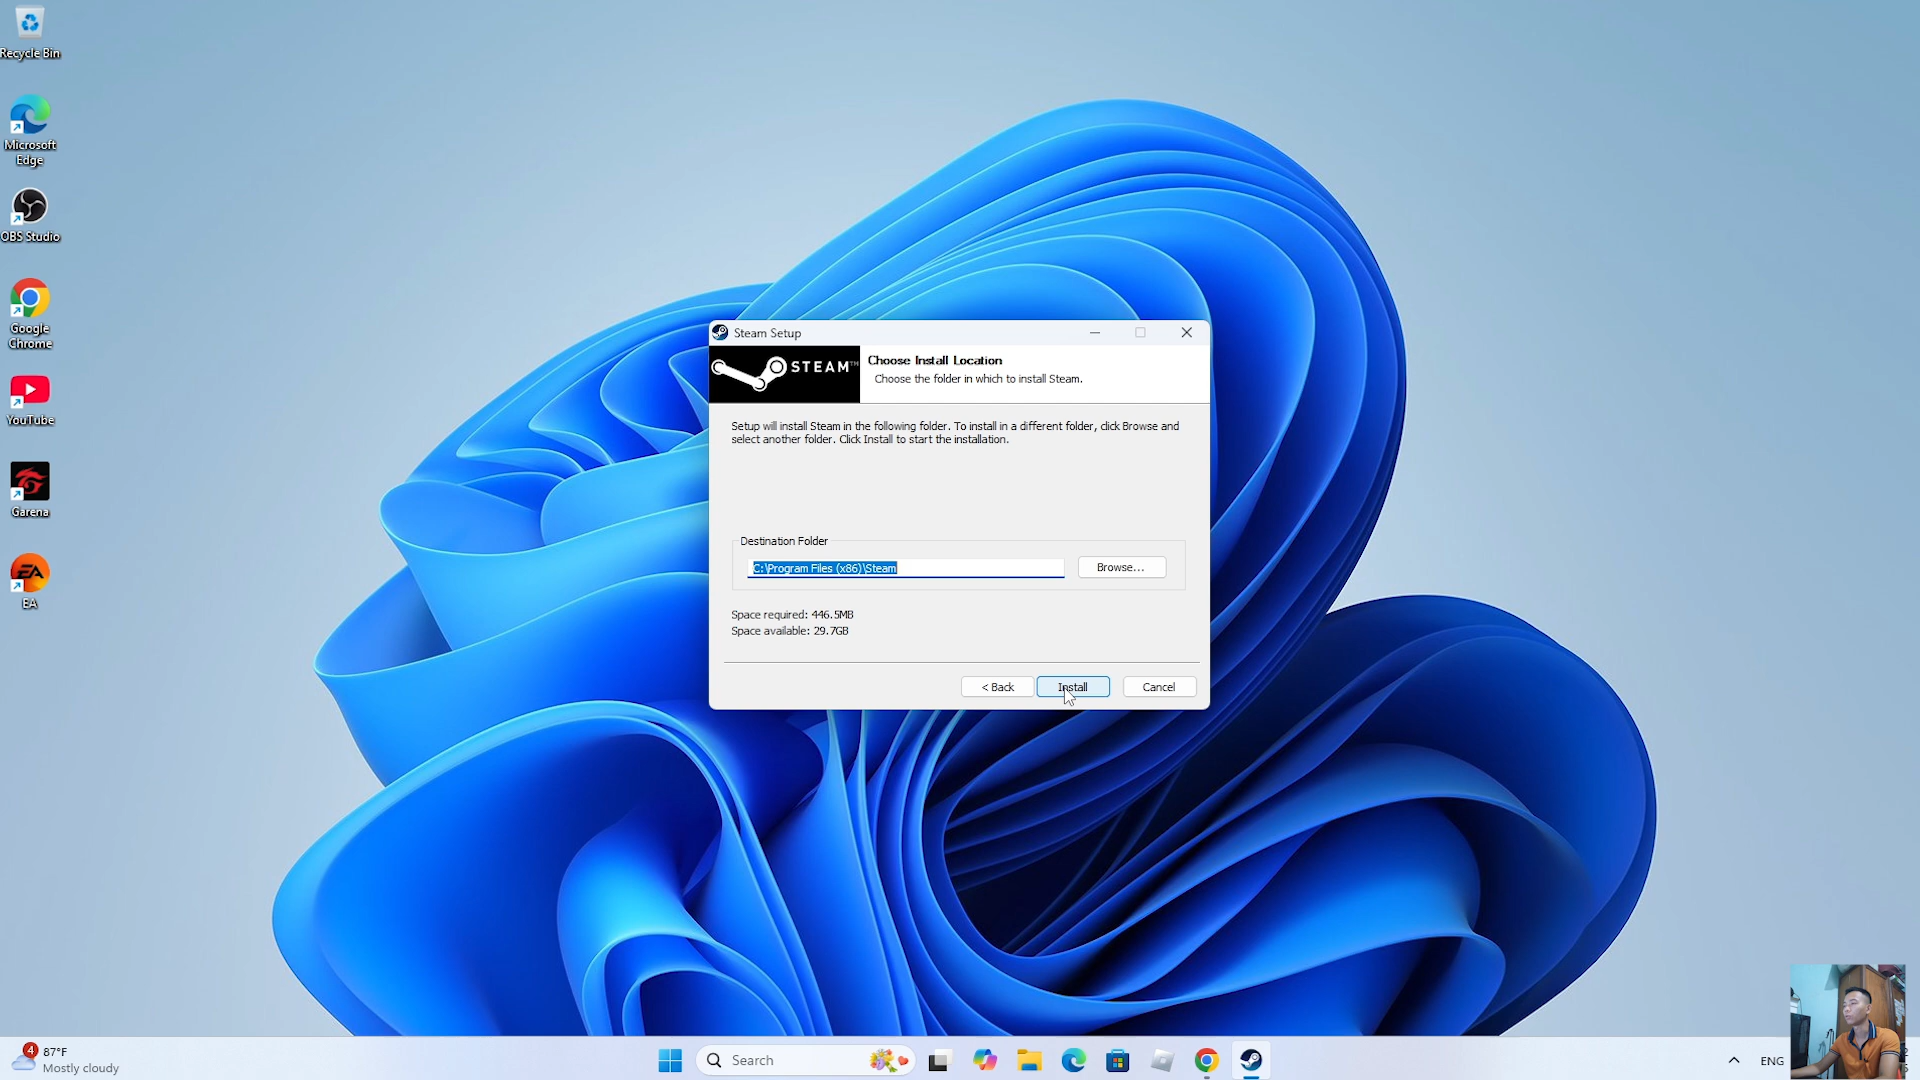 Recycle Bin
Microsoft
Edge
OBS Studio
Google
Chrome
YouTube
Garena
EA
EA
Steam Setup
STEAM™
Choose Install Location
Choose the folder in which to install Steam.
Setup will install Steam in the following folder. To install in a different folder, click Browse and
select another folder. Click Install to start the installation.
Destination Folder
C:\Program Files (x86)\Steam
Browse...
Space required: 446.5MB
Space available: 29.7GB
< Back
Install
Cancel
4
87°F
Mostly cloudy
Search
ENG